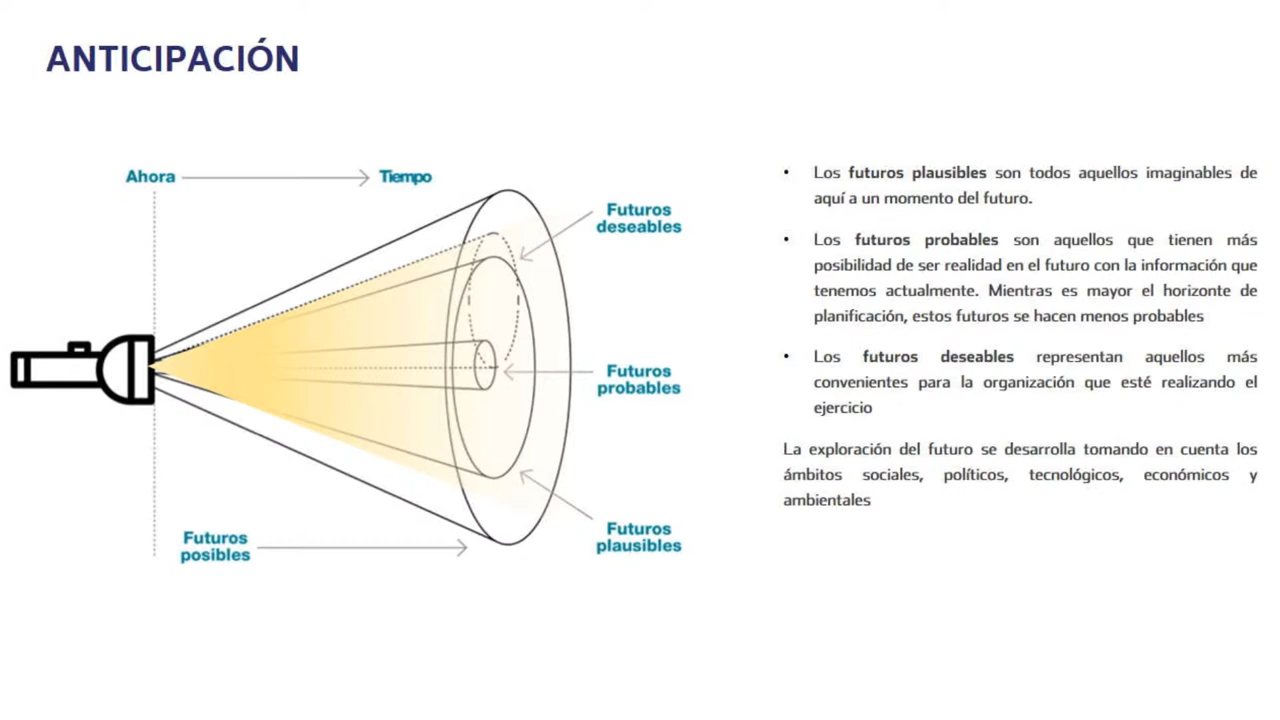 ANTICIPACIÓN
Ahora
Tiempo
Futuros
deseables
Futuros
probables
Futuros
plausibles
Futuros
posibles
• Los futuros plausibles son todos aquellos imaginables de
aquí a un momento del futuro.
• Los futuros probables son aquellos que tienen más
posibilidad de ser realidad en el futuro con la información que
tenemos actualmente. Mientras es mayor el horizonte de
planificación, estos futuros se hacen menos probables
• Los futuros deseables representan aquellos más
convenientes para la organización que esté realizando el
ejercicio
La exploración del futuro se desarrolla tomando en cuenta los
ámbitos sociales, políticos, tecnológicos, económicos y
ambientales